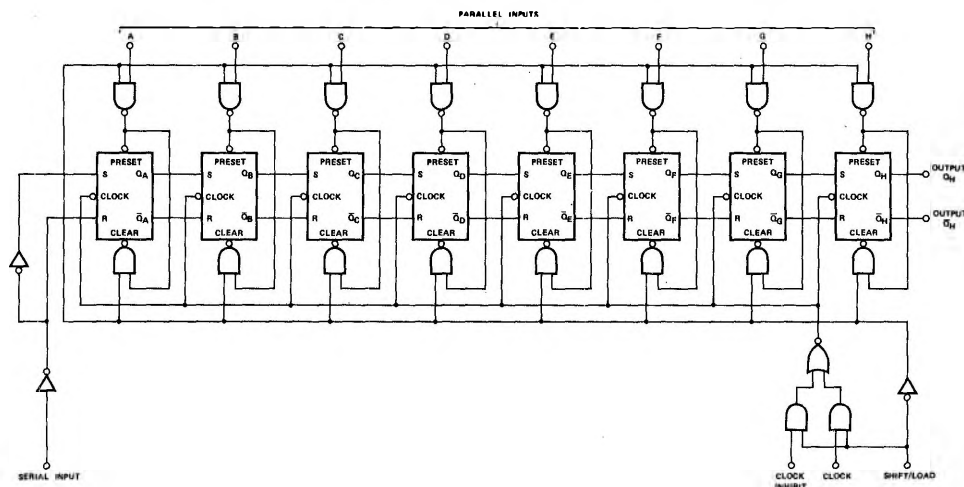 PARALLEL INPUTS
A B C D E F G H
PRESET PRESET PRESET PRESET PRESET PRESET PRESET PRESET
S QA S QB S QC S QD S QE S QF S QG S QH OUTPUT QH
CLOCK CLOCK CLOCK CLOCK CLOCK CLOCK CLOCK CLOCK
R Q̅A R Q̅B R Q̅C R Q̅D R Q̅E R Q̅F R Q̅G R Q̅H OUTPUT Q̅H
CLEAR CLEAR CLEAR CLEAR CLEAR CLEAR CLEAR CLEAR
SERIAL INPUT CLOCK INHIBIT CLOCK SHIFT/LOAD